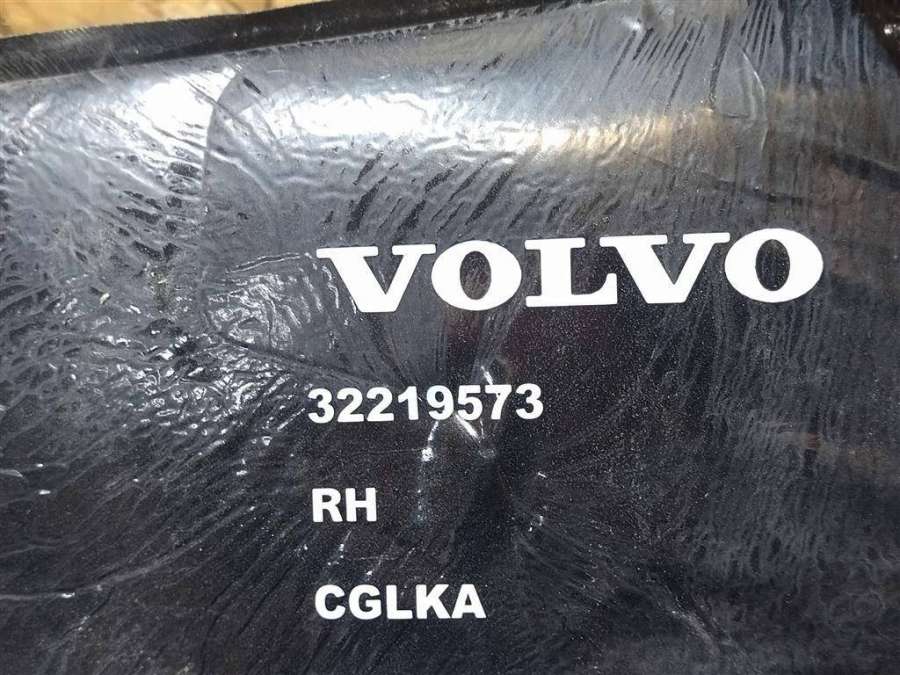 VOLVO
32219573
RH
CGLKA